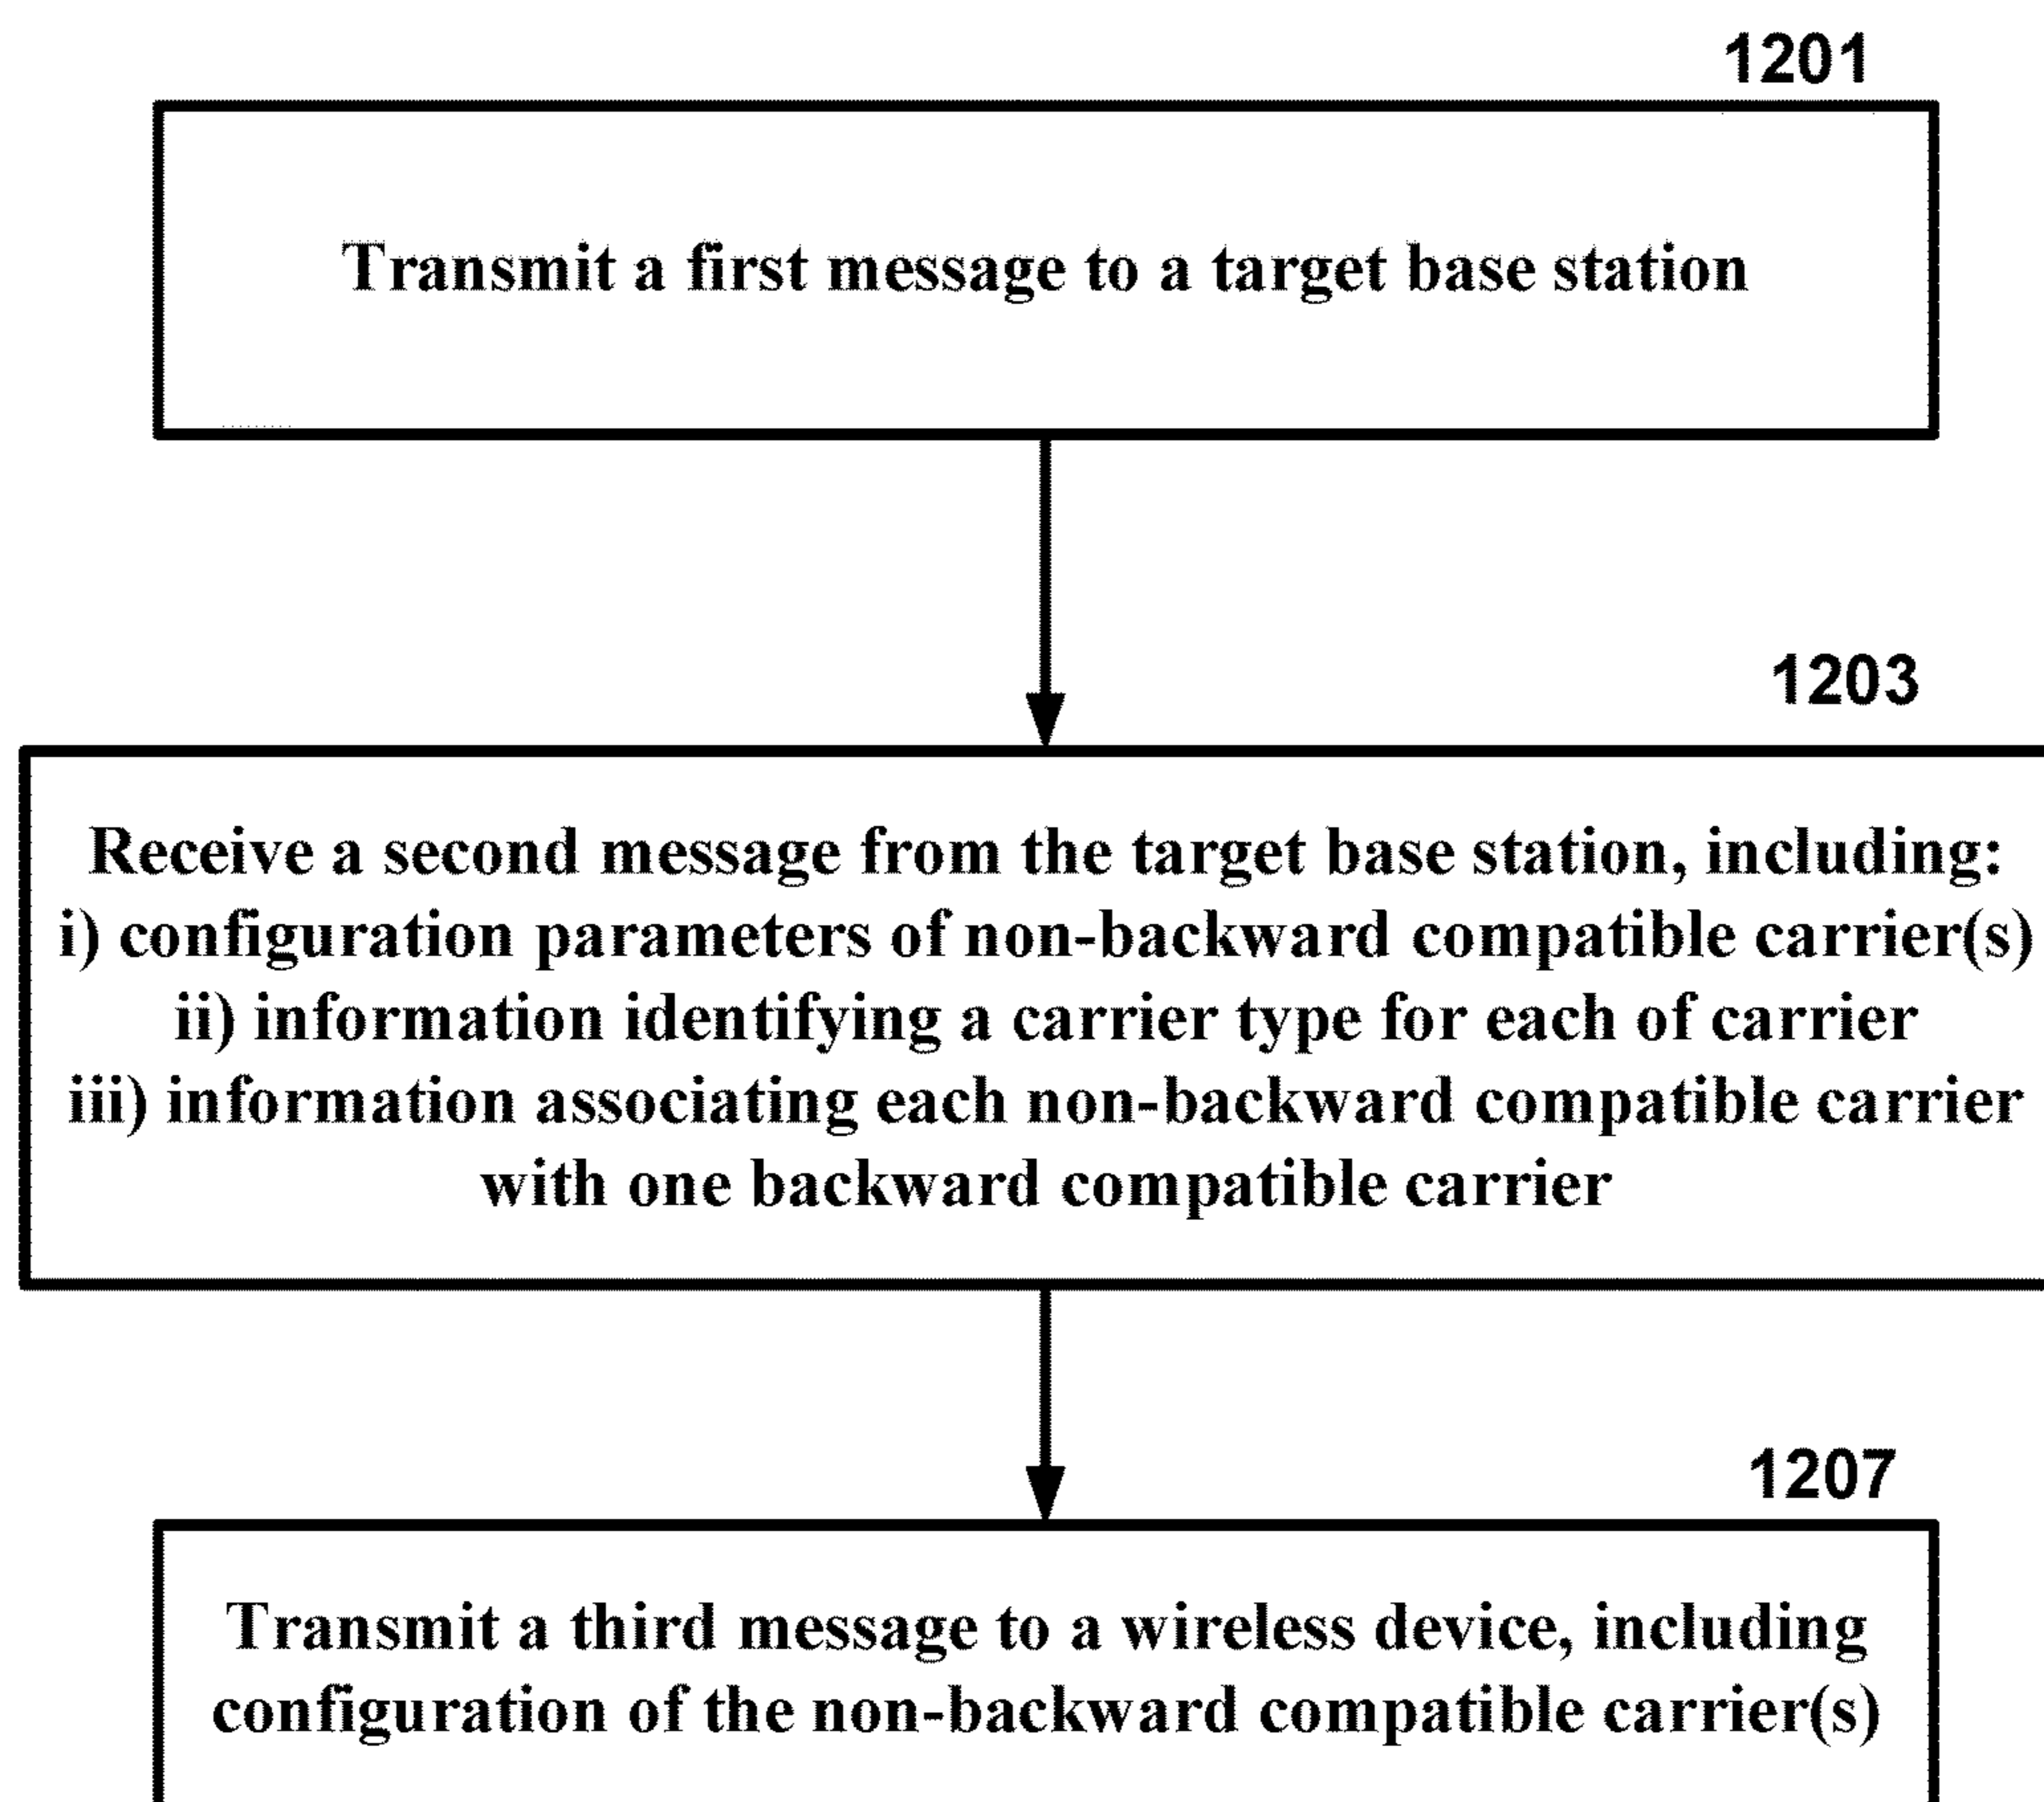 1201
Transmit a first message to a target base station
1203
Receive a second message from the target base station, including:
i) configuration parameters of non-backward compatible carrier(s)
ii) information identifying a carrier type for each of carrier
iii) information associating each non-backward compatible carrier
with one backward compatible carrier
1207
Transmit a third message to a wireless device, including
configuration of the non-backward compatible carrier(s)